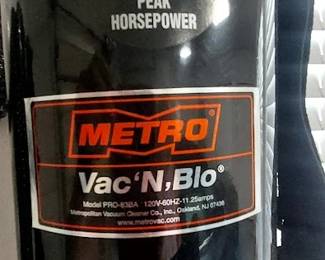 PEAK
HORSEPOWER
METRO®
Vac 'N' Blo®
Model PRO-83BA 120V-60HZ-11.25amps
Metropolitan Vacuum Cleaner Co., Inc., Oakland, NJ 07436
www.metrovac.com